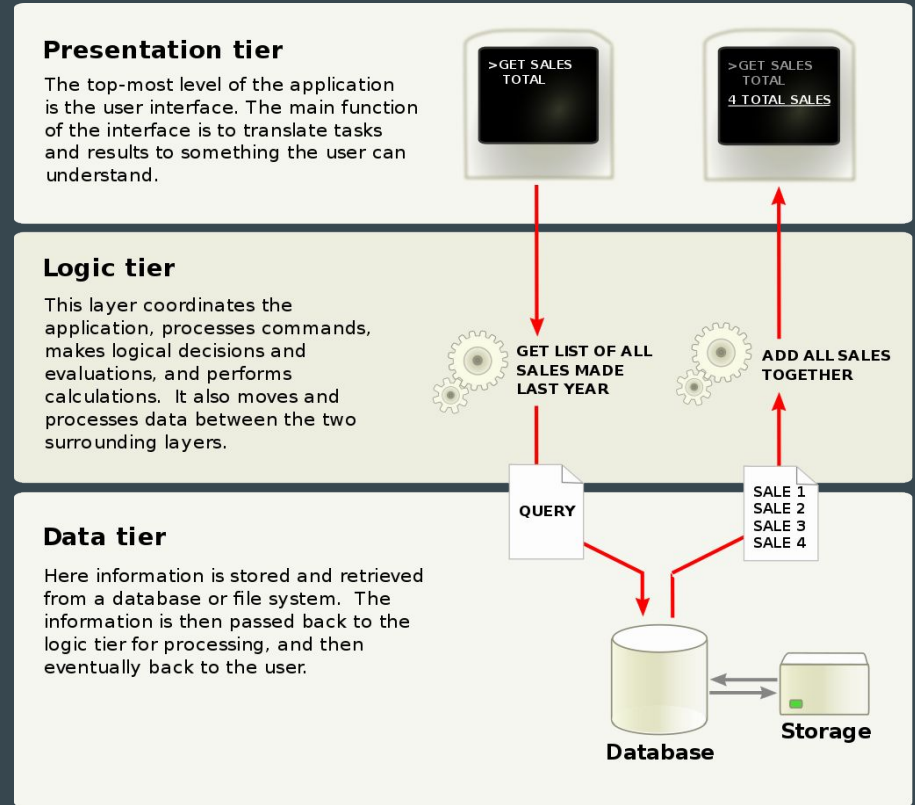 Presentation tier
The top-most level of the application
is the user interface. The main function
of the interface is to translate tasks
and results to something the user can
understand.
>GET SALES
TOTAL
>GET SALES
TOTAL
4 TOTAL SALES
Logic tier
This layer coordinates the
application, processes commands,
makes logical decisions and
evaluations, and performs
calculations.  It also moves and
processes data between the two
surrounding layers.
GET LIST OF ALL
SALES MADE
LAST YEAR
ADD ALL SALES
TOGETHER
QUERY
SALE 1
SALE 2
SALE 3
SALE 4
Data tier
Here information is stored and retrieved
from a database or file system.  The
information is then passed back to the
logic tier for processing, and then
eventually back to the user.
Database
Storage